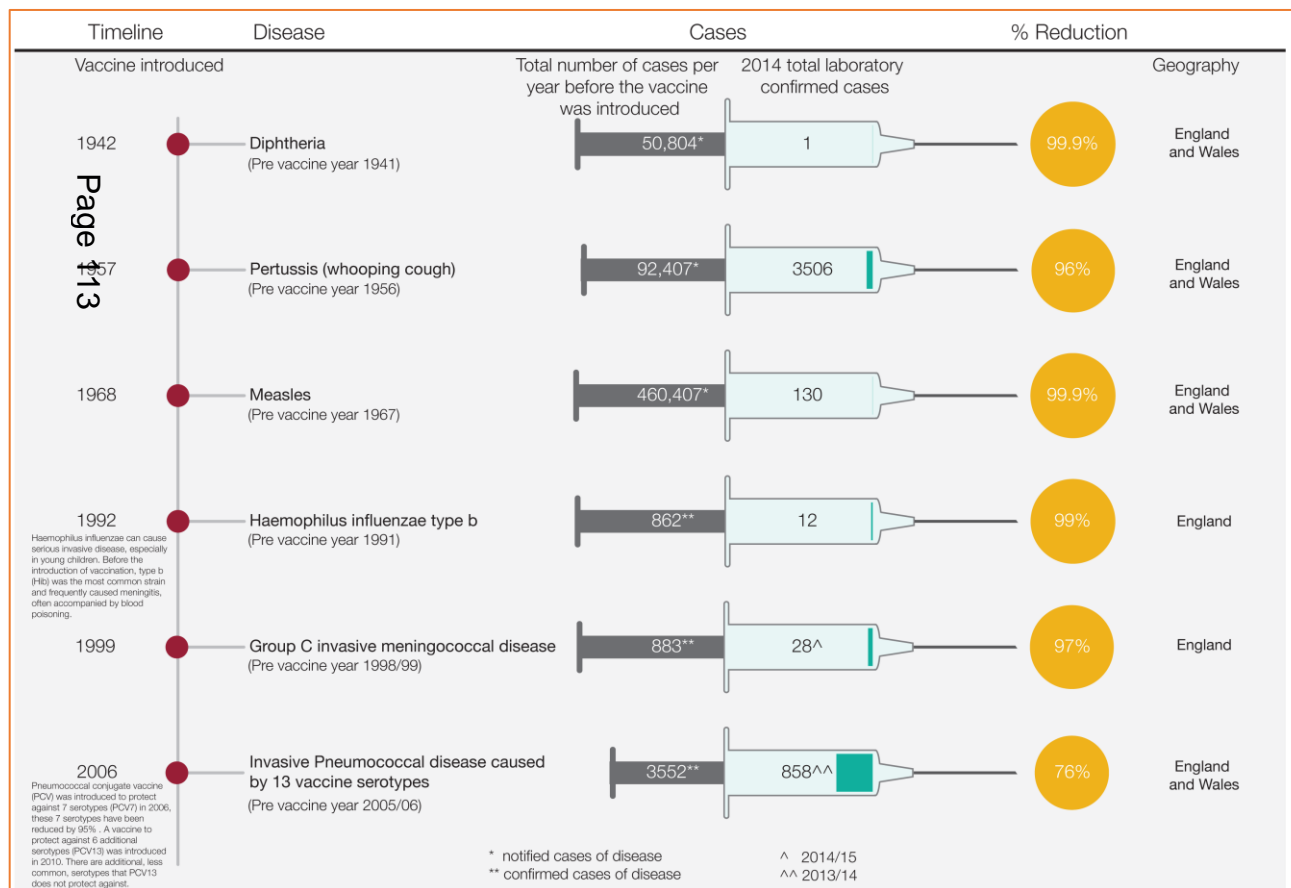 Timeline Disease Cases % Reduction
Vaccine introduced
Total number of cases per
year before the vaccine
was introduced
2014 total laboratory
confirmed cases
Geography
1942
Diphtheria
(Pre vaccine year 1941)
50,804*
1
99.9%
England
and Wales
Page 113
1957
Pertussis (whooping cough)
(Pre vaccine year 1956)
92,407*
3506
96%
England
and Wales
1968
Measles
(Pre vaccine year 1967)
460,407*
130
99.9%
England
and Wales
1992
Haemophilus influenzae can cause
serious invasive disease, especially
in young children. Before the
introduction of vaccination, type b
(Hib) was the most common strain
and frequently caused meningitis,
often accompanied by blood
poisoning.
Haemophilus influenzae type b
(Pre vaccine year 1991)
862**
12
99%
England
1999
Group C invasive meningococcal disease
(Pre vaccine year 1998/99)
883**
28^
97%
England
2006
Pneumococcal conjugate vaccine
(PCV) was introduced to protect
against 7 serotypes (PCV7) in 2006,
these 7 serotypes have been
reduced by 95% . A vaccine to
protect against 6 additional
serotypes (PCV13) was introduced
in 2010. There are additional, less
common, serotypes that PCV13
does not protect against.
Invasive Pneumococcal disease caused
by 13 vaccine serotypes
(Pre vaccine year 2005/06)
3552**
858^^
76%
England
and Wales
* notified cases of disease
** confirmed cases of disease
^ 2014/15
^^ 2013/14